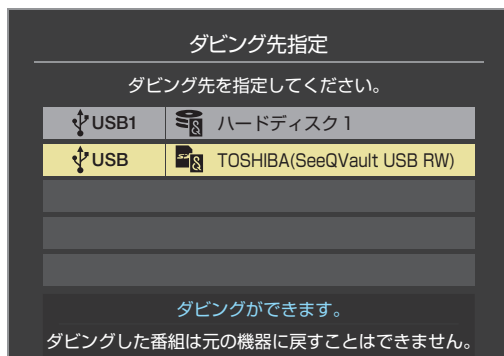 ダビング先指定
ダビング先を指定してください。
USB1 ハードディスク1
USB TOSHIBA(SeeQVault USB RW)
ダビングができます。
ダビングした番組は元の機器に戻すことはできません。